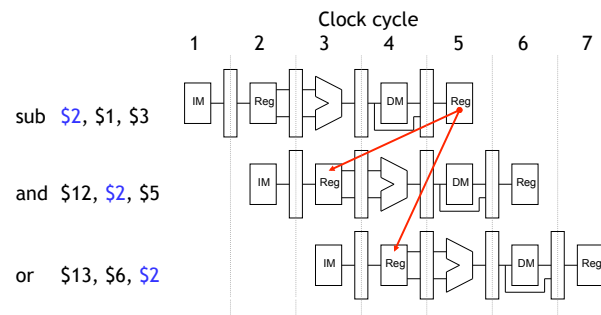 Clock cycle
1 2 3 4 5 6 7
IM Reg DM Reg
sub $2, $1, $3
IM Reg DM Reg
and $12, $2, $5
IM Reg DM Reg
or $13, $6, $2